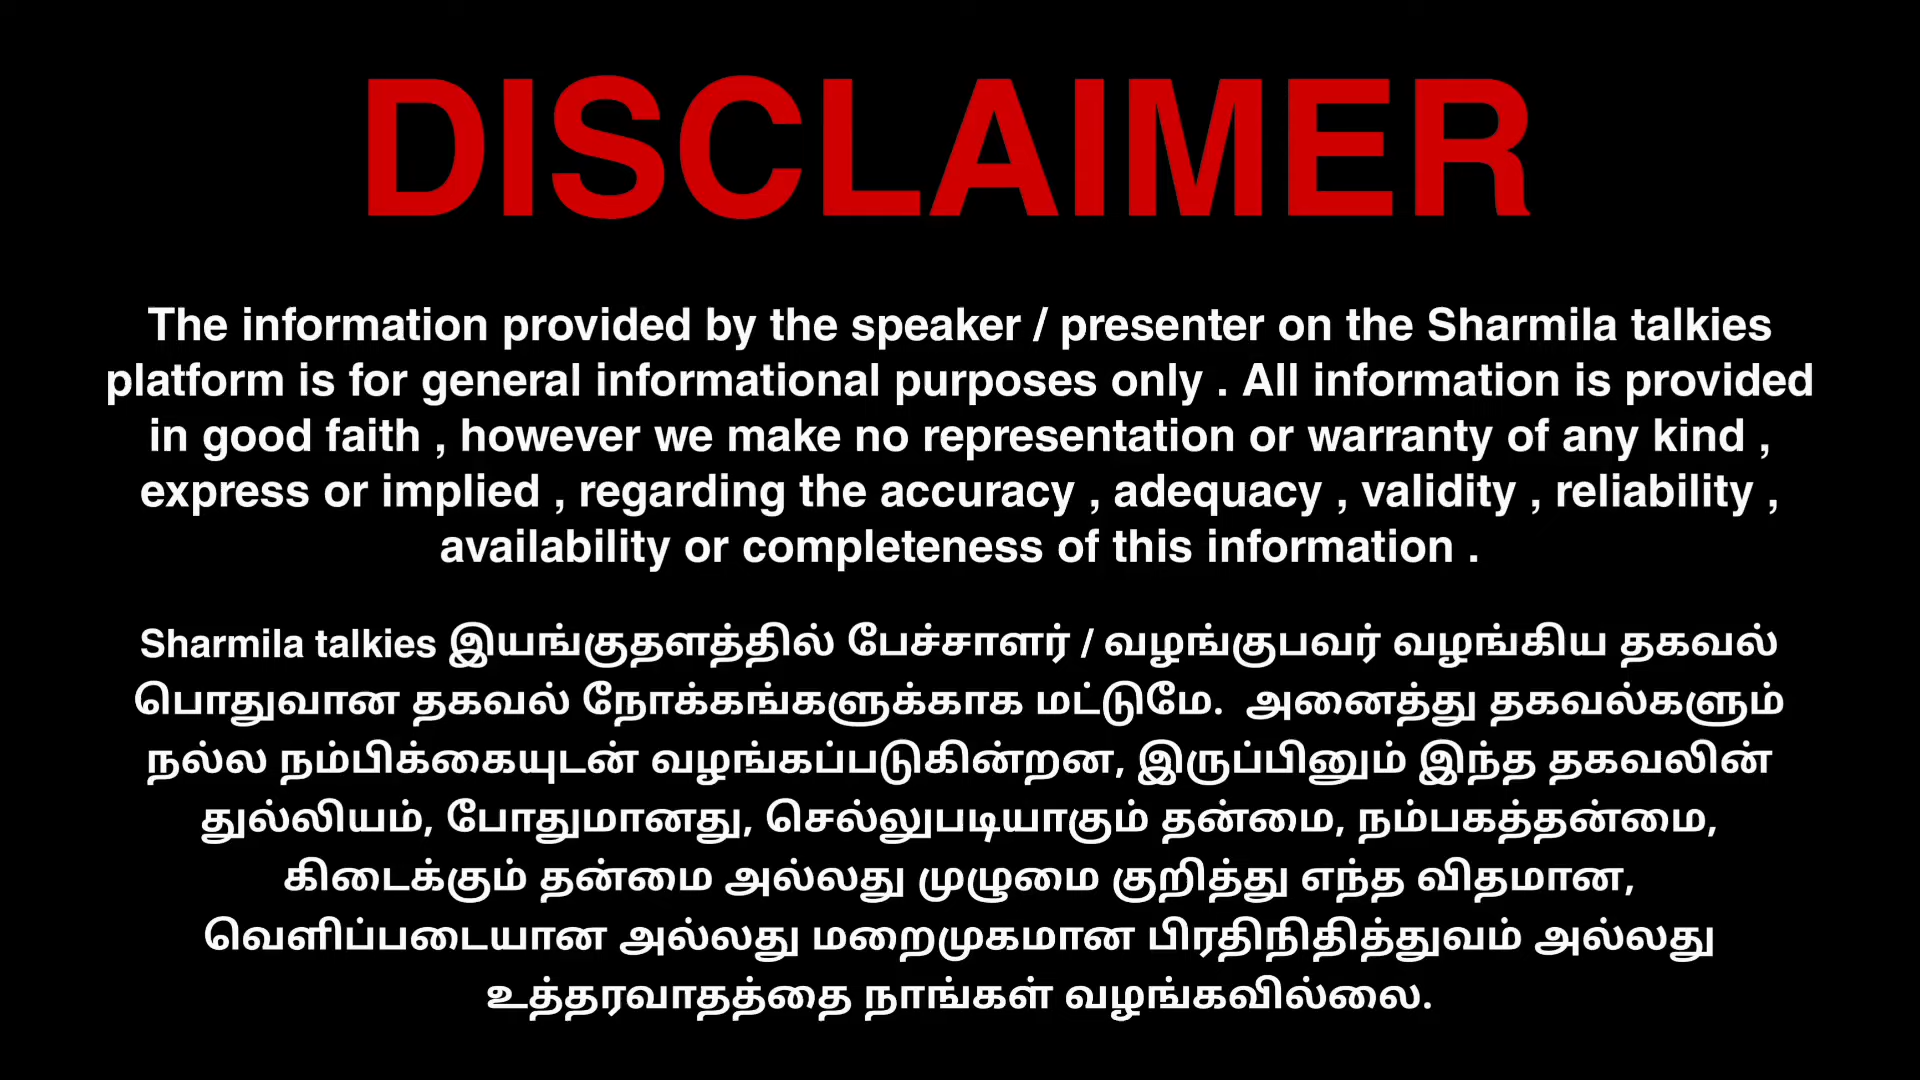 DISCLAIMER
The information provided by the speaker / presenter on the Sharmila talkies
platform is for general informational purposes only . All information is provided
in good faith , however we make no representation or warranty of any kind ,
express or implied , regarding the accuracy , adequacy , validity , reliability ,
availability or completeness of this information .
Sharmila talkies இயங்குதளத்தில் பேச்சாளர் / வழங்குபவர் வழங்கிய தகவல்
பொதுவான தகவல் நோக்கங்களுக்காக மட்டுமே.  அனைத்து தகவல்களும்
நல்ல நம்பிக்கையுடன் வழங்கப்படுகின்றன, இருப்பினும் இந்த தகவலின்
துல்லியம், போதுமானது, செல்லுபடியாகும் தன்மை, நம்பகத்தன்மை,
கிடைக்கும் தன்மை அல்லது முழுமை குறித்து எந்த விதமான,
வெளிப்படையான அல்லது மறைமுகமான பிரதிநிதித்துவம் அல்லது
உத்தரவாதத்தை நாங்கள் வழங்கவில்லை.